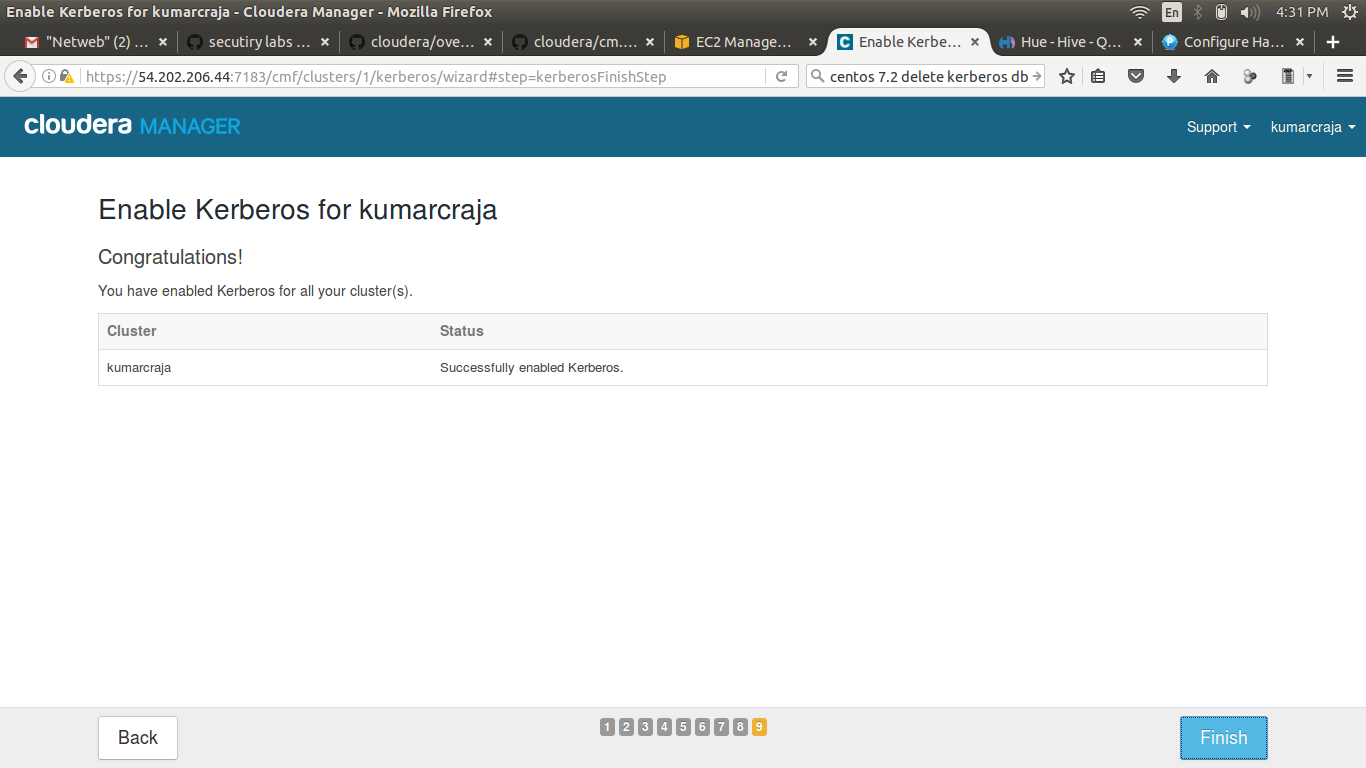 Enable Kerberos for kumarcraja - Cloudera Manager - Mozilla Firefox
En
4:31 PM
"Netweb" (2) ...
secutiry labs ...
cloudera/ove...
cloudera/cm....
EC2 Manage...
Enable Kerbe...
Hue - Hive - Q...
Configure Ha...
https://54.202.206.44:7183/cmf/clusters/1/kerberos/wizard#step=kerberosFinishStep
centos 7.2 delete kerberos db
cloudera MANAGER
Support
kumarcraja
Enable Kerberos for kumarcraja
Congratulations!
You have enabled Kerberos for all your cluster(s).
Cluster Status
kumarcraja Successfully enabled Kerberos.
Back
1 2 3 4 5 6 7 8 9
Finish